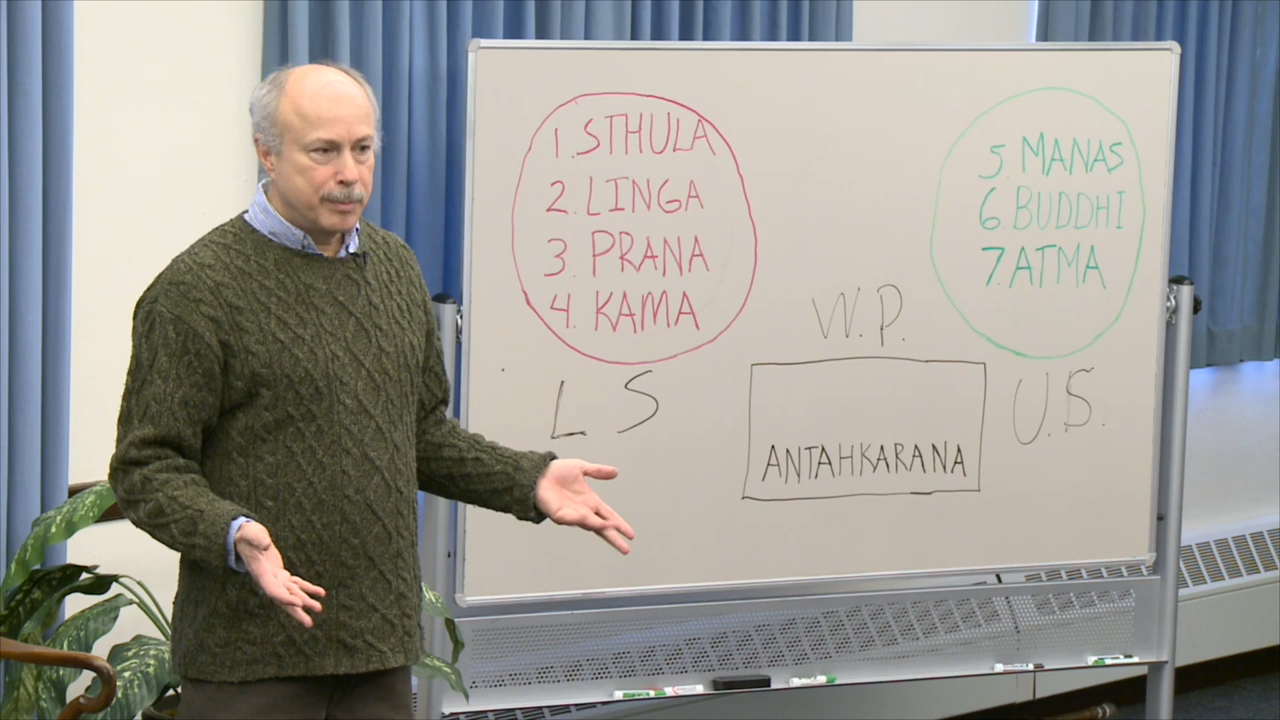 1. STHULA
2. LINGA
3. PRANA
4. KAMA
L S
W.P.
ANTAHKARANA
5. MANAS
6 BUDDHI
7. ATMA
U.S.